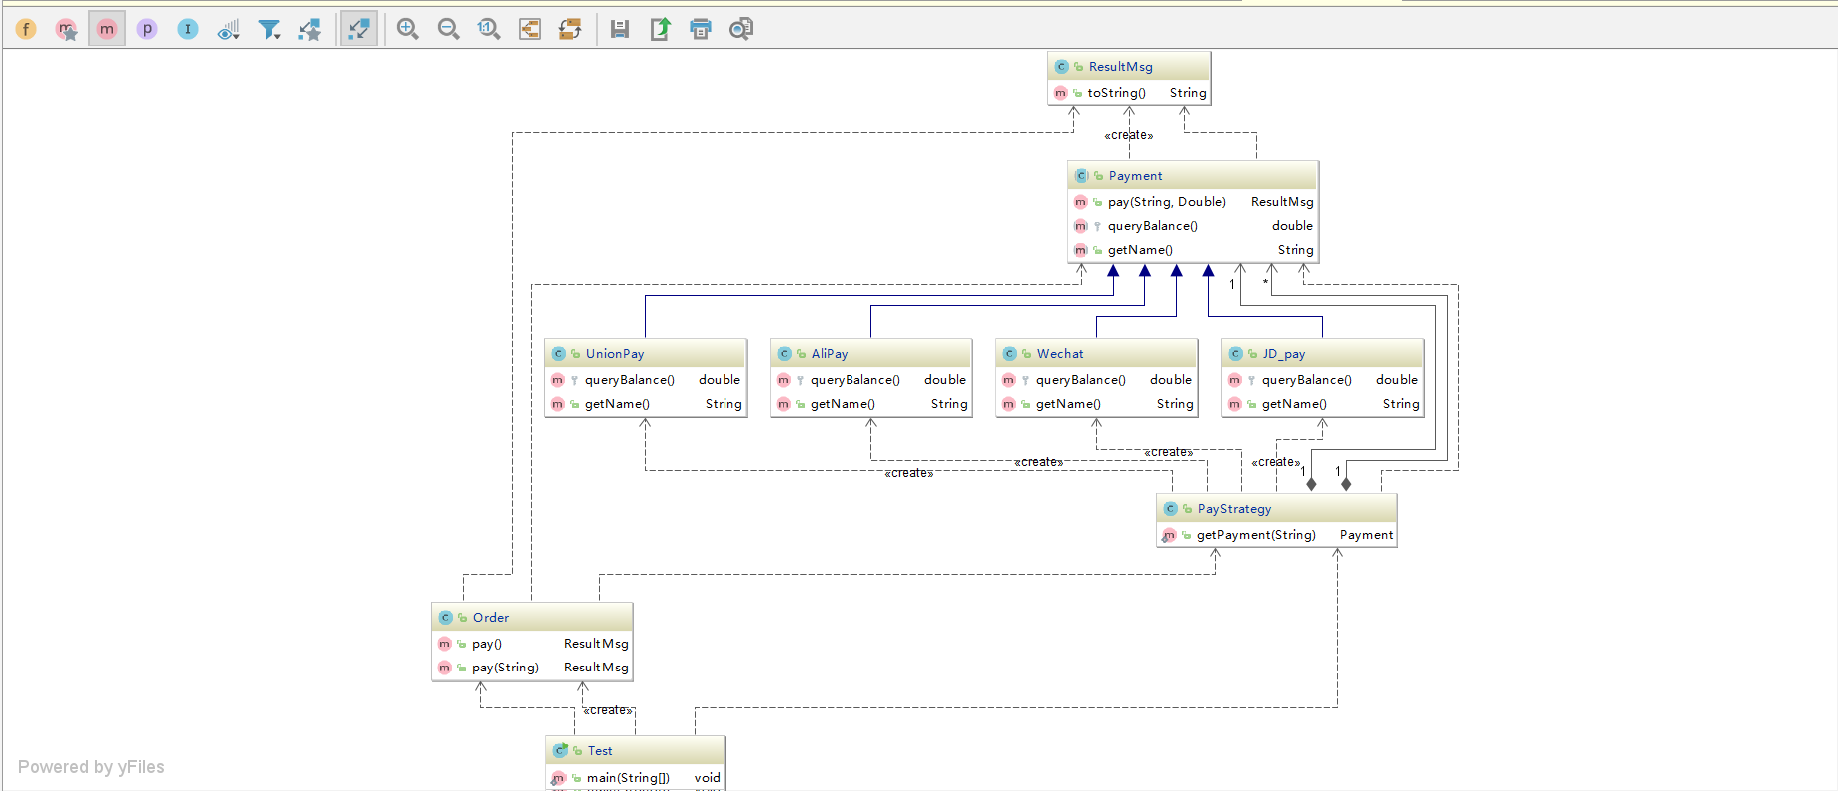 f m m p I 1:1
C ResultMsg
m toString() String
«create»
C Payment
m pay(String, Double) ResultMsg
m queryBalance() double
m getName() String
1 *
C UnionPay
m queryBalance() double
m getName() String
C AliPay
m queryBalance() double
m getName() String
C Wechat
m queryBalance() double
m getName() String
C JD_pay
m queryBalance() double
m getName() String
«create»
«create»
«create»
«create»
1 1
C PayStrategy
m getPayment(String) Payment
C Order
m pay() ResultMsg
m pay(String) ResultMsg
«create»
C Test
m main(String[]) void
Powered by yFiles